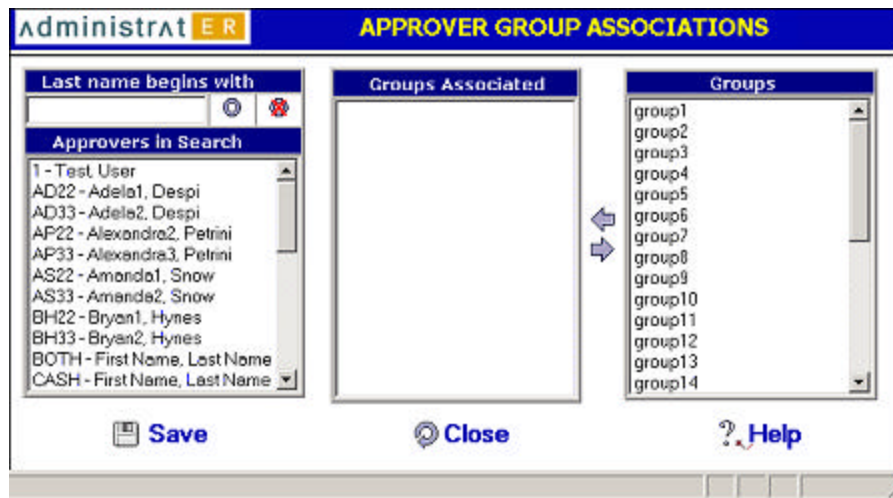 AdministratER
APPROVER GROUP ASSOCIATIONS
Last name begins with
Approvers in Search
1 - Test, User
AD22 - Adela1, Despi
AD33 - Adela2, Despi
AP22 - Alexandra2, Petrini
AP33 - Alexandra3, Petrini
AS22 - Amanda1, Snow
AS33 - Amanda2, Snow
BH22 - Bryan1, Hynes
BH33 - Bryan2, Hynes
BOTH - First Name, Last Name
CASH - First Name, Last Name
Groups Associated
Groups
group1
group2
group3
group4
group5
group6
group7
group8
group9
group10
group11
group12
group13
group14
Save
Close
Help